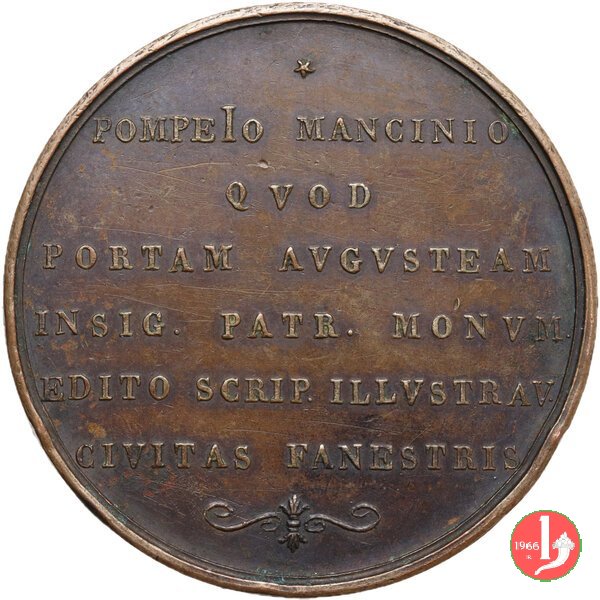 POMPEIO MANCINIO
QVOD
PORTAM AVGVSTEAM
INSIG. PATR. MONVM.
EDITO SCRIP. ILLVSTRAV.
CIVITAS FANESTRIS
1966